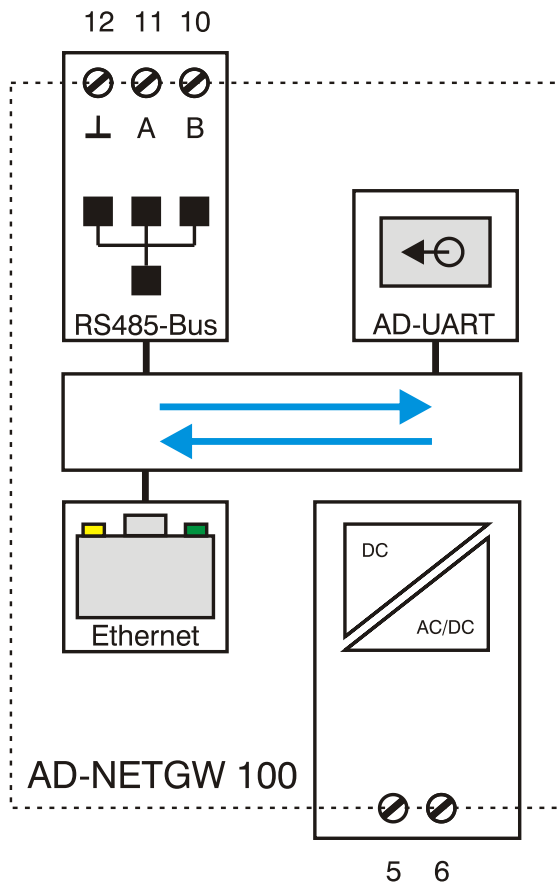 12 11 10
⊥ A B
RS485-Bus
AD-UART
Ethernet
DC
AC/DC
AD-NETGW 100
5 6